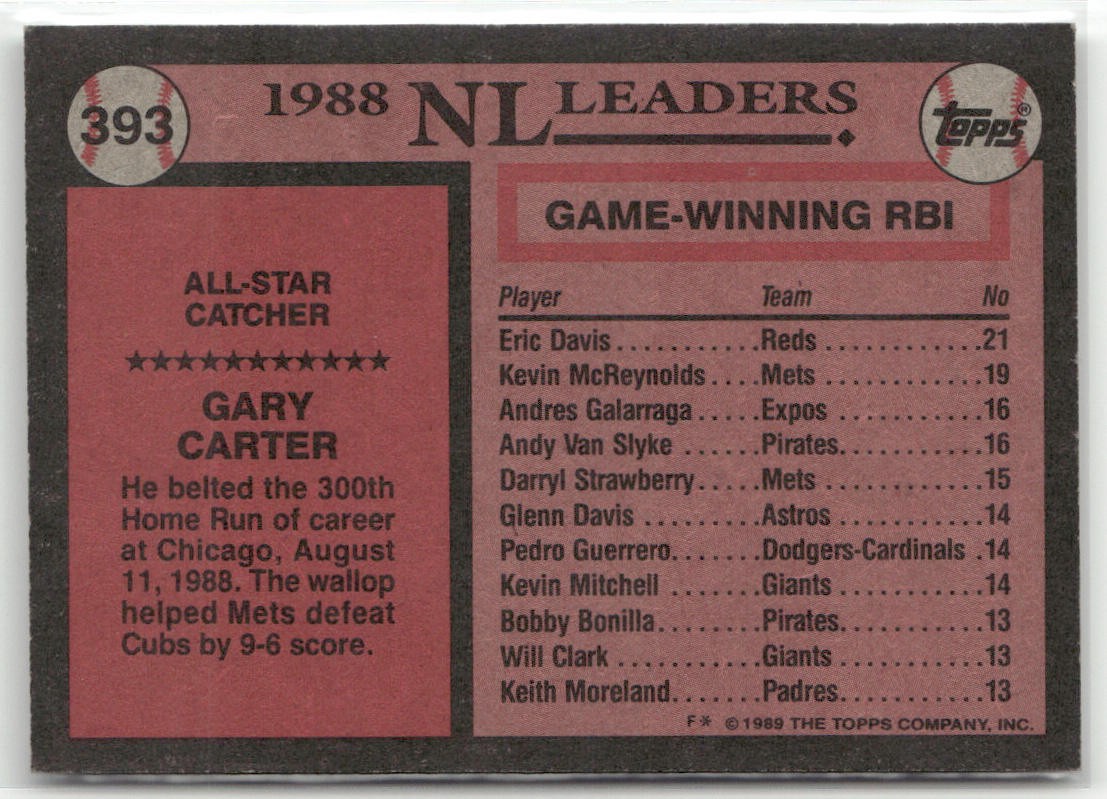 393
1988 NL LEADERS
Topps®
ALL-STAR
CATCHER
★★★★★★★★★★★
GARY
CARTER
He belted the 300th
Home Run of career
at Chicago, August
11, 1988. The wallop
helped Mets defeat
Cubs by 9-6 score.
GAME-WINNING RBI
Player Team No
Eric Davis...........Reds............21
Kevin McReynolds....Mets............19
Andres Galarraga.....Expos...........16
Andy Van Slyke........Pirates..........16
Darryl Strawberry.....Mets............15
Glenn Davis.........Astros...........14
Pedro Guerrero.......Dodgers-Cardinals.14
Kevin Mitchell.......Giants...........14
Bobby Bonilla........Pirates..........13
Will Clark...........Giants...........13
Keith Moreland.......Padres...........13
F* © 1989 THE TOPPS COMPANY, INC.